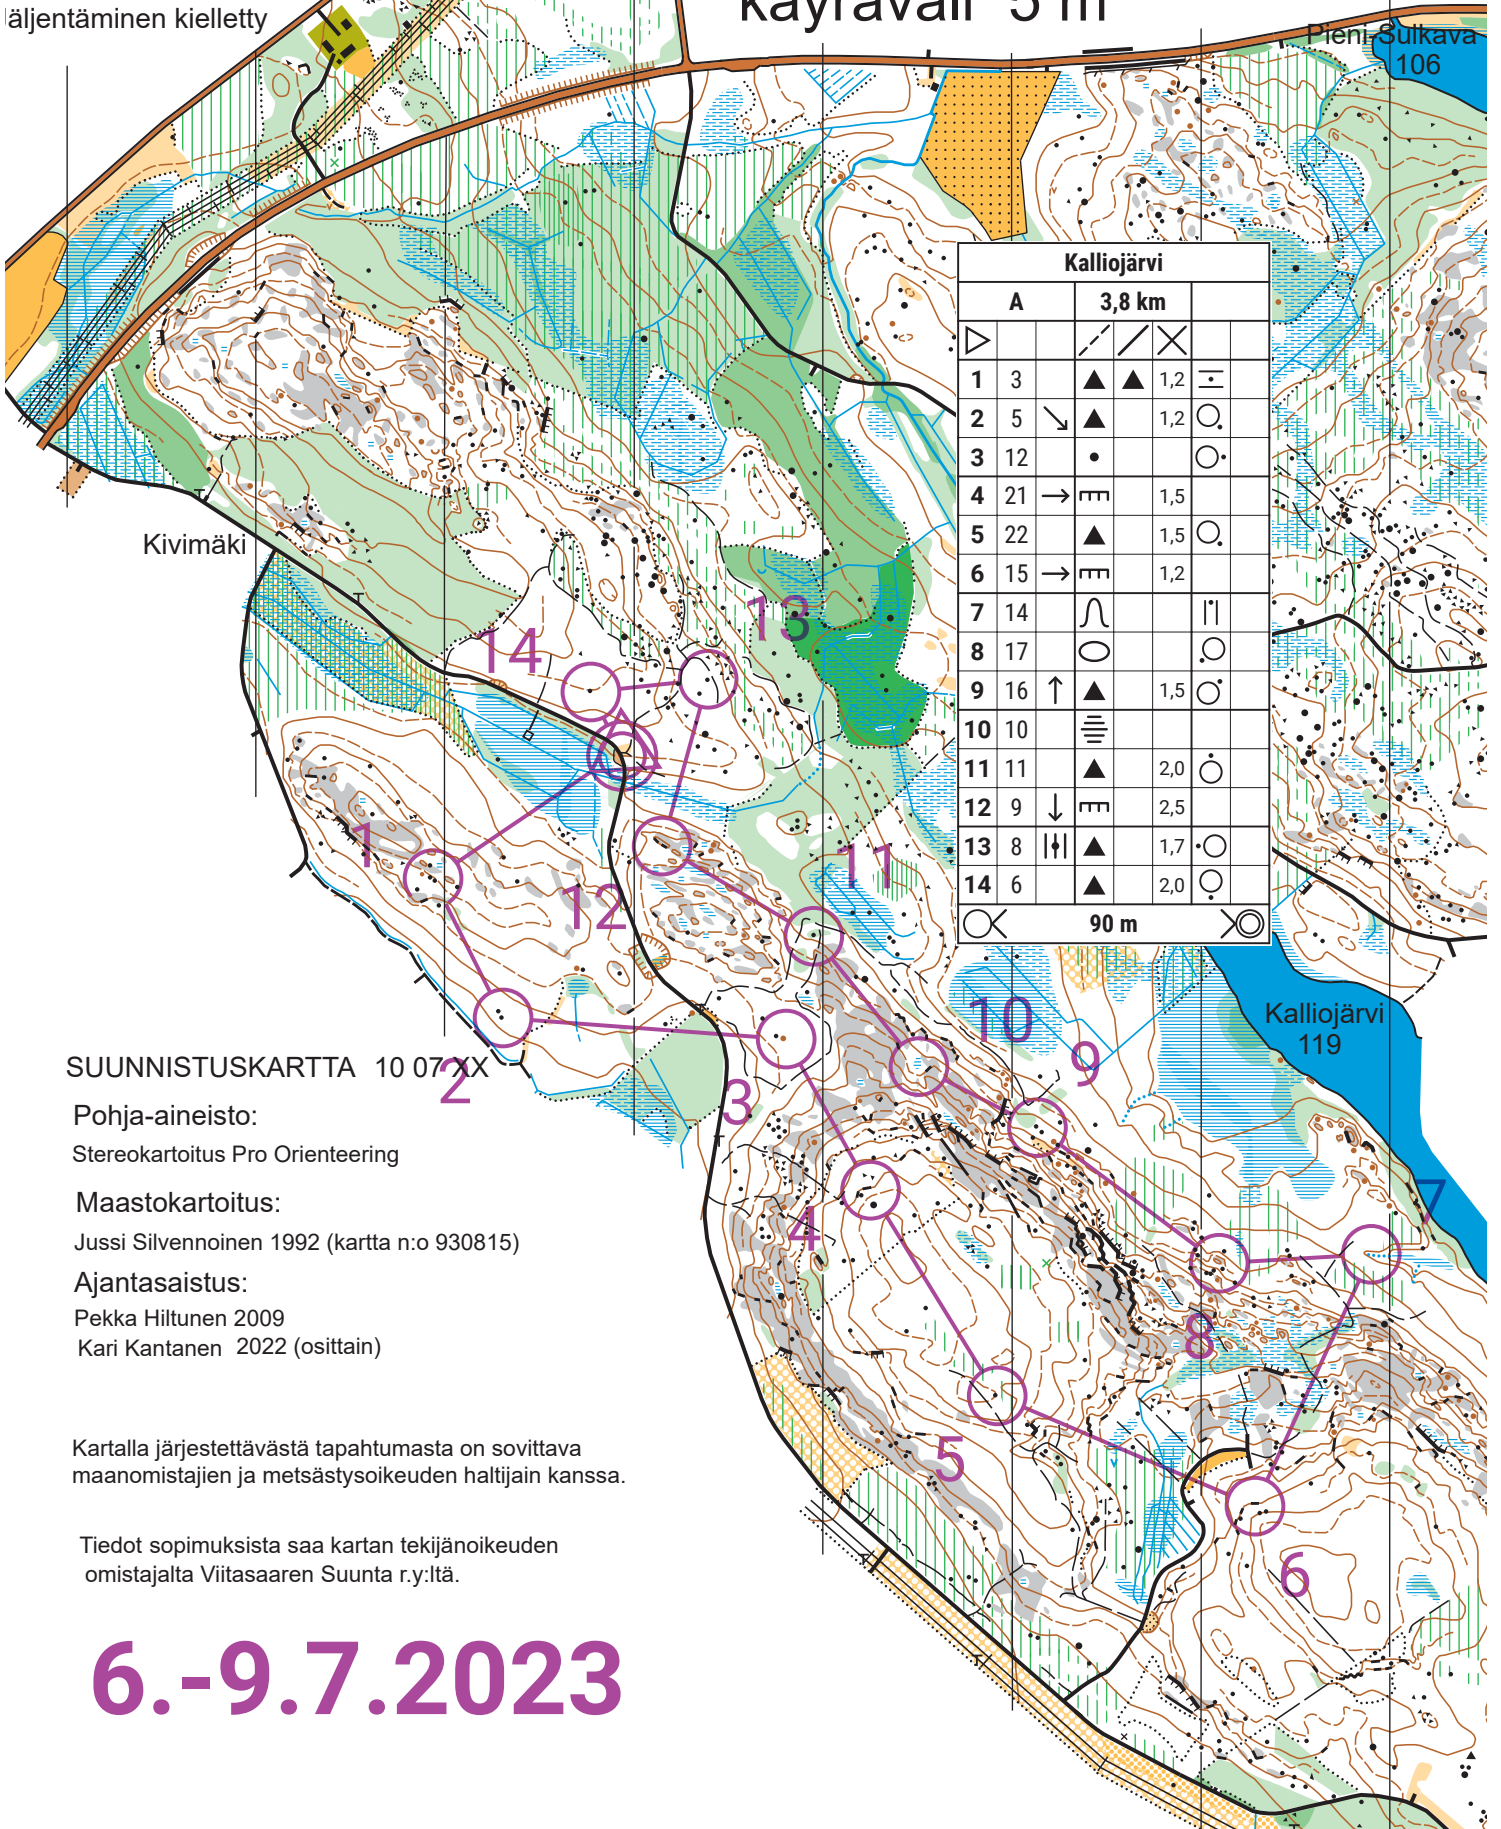 äljentäminen kielletty
käyräväli 5 m
Pieni-Sulkava
106
Kalliojärvi
A 3,8 km
1 3 1,2
2 5 1,2
3 12
4 21 1,5
5 22 1,5
6 15 1,2
7 14
8 17
9 16 1,5
10 10
11 11 2,0
12 9 2,5
13 8 1,7
14 6 2,0
90 m
Kivimäki
13
14
1
11
12
10
Kalliojärvi
119
9
2
3
7
4
8
5
6
SUUNNISTUSKARTTA 10 07 XX
Pohja-aineisto:
Stereokartoitus Pro Orienteering
Maastokartoitus:
Jussi Silvennoinen 1992 (kartta n:o 930815)
Ajantasaistus:
Pekka Hiltunen 2009
Kari Kantanen 2022 (osittain)
Kartalla järjestettävästä tapahtumasta on sovittava
maanomistajien ja metsästysoikeuden haltijain kanssa.
Tiedot sopimuksista saa kartan tekijänoikeuden
omistajalta Viitasaaren Suunta r.y:ltä.
6.-9.7.2023